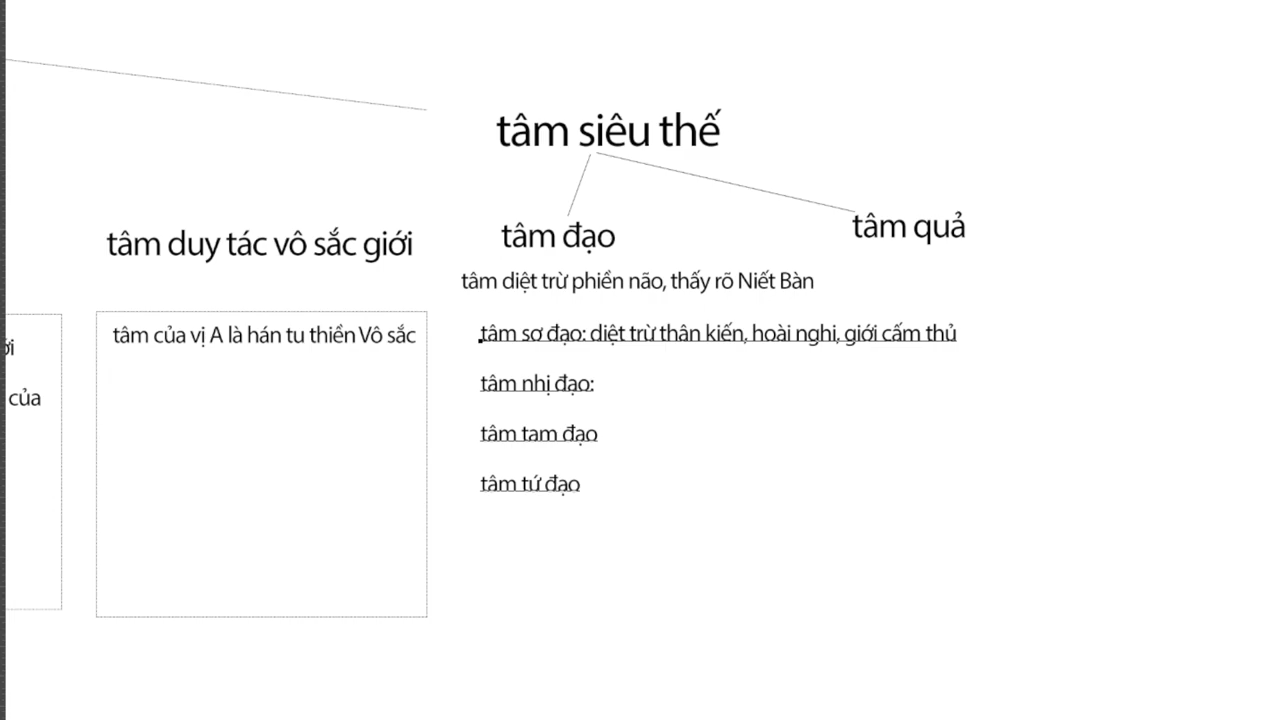 tâm siêu thế
tâm đạo
tâm quả
tâm duy tác vô sắc giới
tâm diệt trừ phiền não, thấy rõ Niết Bàn
tâm của vị A là hán tu thiền Vô sắc
tâm sơ đạo: diệt trừ thân kiến, hoài nghi, giới cấm thủ
tâm nhị đạo:
tâm tam đạo
tâm tứ đạo
của